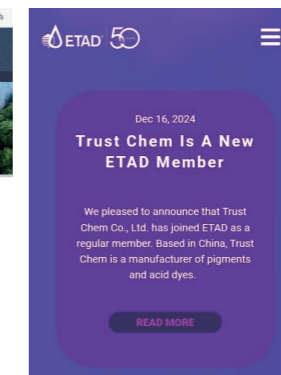 ETAD 50
Dec 16, 2024
Trust Chem Is A New
ETAD Member
We pleased to announce that Trust
Chem Co., Ltd. has joined ETAD as a
regular member. Based in China, Trust
Chem is a manufacturer of pigments
and acid dyes.
READ MORE